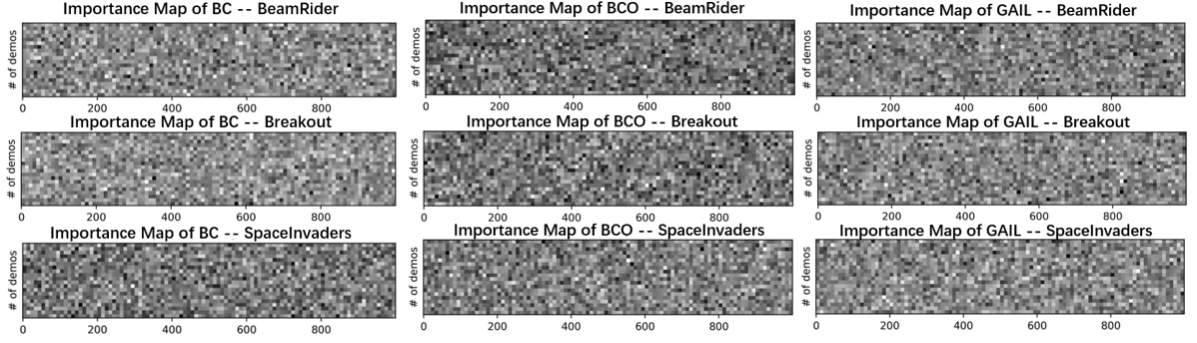 Importance Map of BC -- BeamRider
# of demos
0 200 400 600 800
Importance Map of BCO -- BeamRider
# of demos
0 200 400 600 800
Importance Map of GAIL -- BeamRider
# of demos
0 200 400 600 800
Importance Map of BC -- Breakout
# of demos
0 200 400 600 800
Importance Map of BCO -- Breakout
# of demos
0 200 400 600 800
Importance Map of GAIL -- Breakout
# of demos
0 200 400 600 800
Importance Map of BC -- SpaceInvaders
# of demos
0 200 400 600 800
Importance Map of BCO -- SpaceInvaders
# of demos
0 200 400 600 800
Importance Map of GAIL -- SpaceInvaders
# of demos
0 200 400 600 800